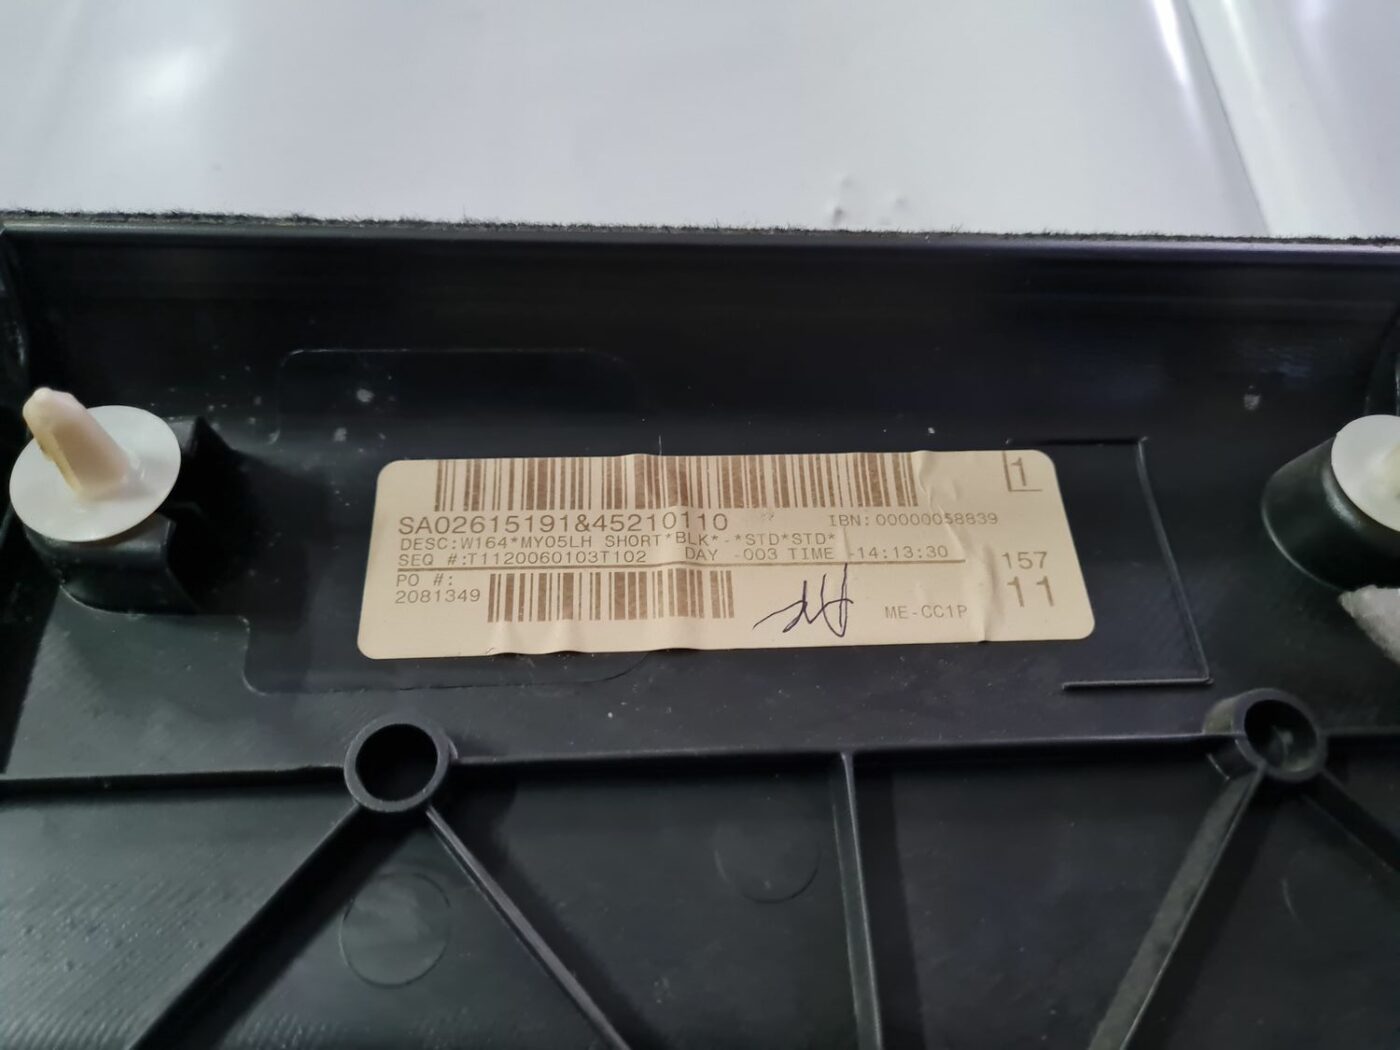 1
SA02615191&45210110
IBN:00000058839
DESC:W164*MY05LH SHORT*BLK*-*STD*STD*
SEQ #:T1120060103T102 DAY -003 TIME -14:13:30
157
PO #:
2081349
11
ME-CC1P